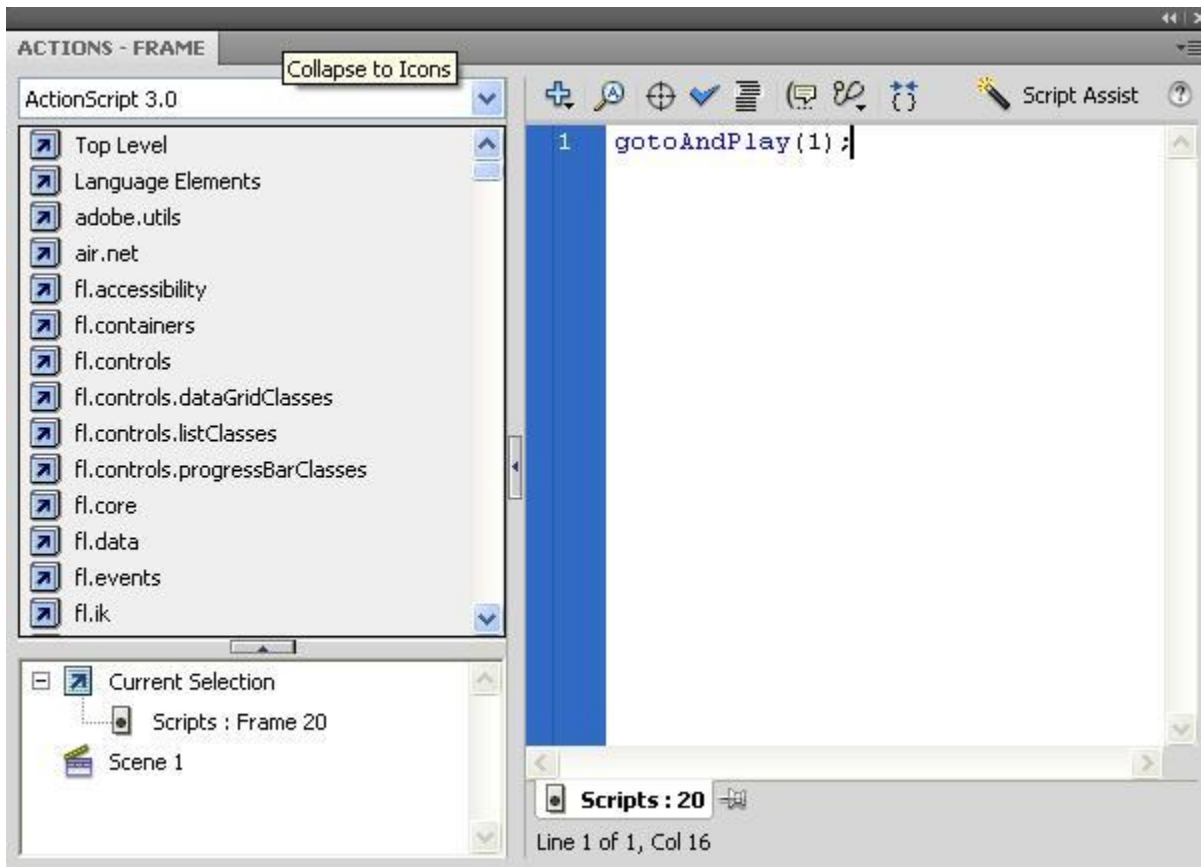 ACTIONS - FRAME
Collapse to Icons
ActionScript 3.0
Top Level
Language Elements
adobe.utils
air.net
fl.accessibility
fl.containers
fl.controls
fl.controls.dataGridClasses
fl.controls.listClasses
fl.controls.progressBarClasses
fl.core
fl.data
fl.events
fl.ik
Current Selection
Scripts : Frame 20
Scene 1
Script Assist
1 gotoAndPlay(1);
Scripts : 20
Line 1 of 1, Col 16